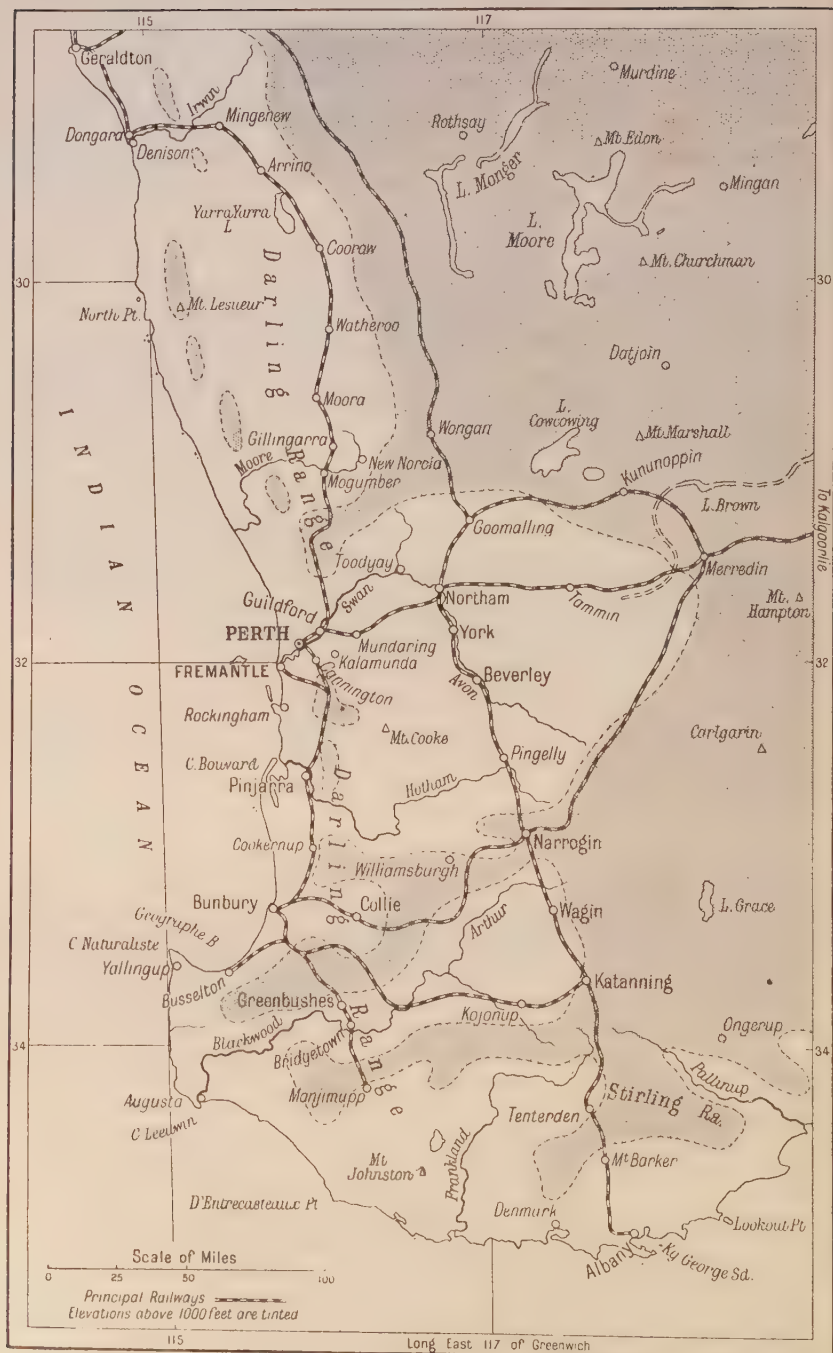 115
117
Geraldton
Murdine
Irwin
Mingenew
Rothsay
Mt. Edon
Dongara
Denison
Arrino
L. Monger
Mingan
Yurra Yurra
L
L.
Moore
Cooraw
Mt. Churchman
30
30
North Pt.
Mt. Lesueur
Darling
Watheroo
Datjoin
Moora
Wongan
L.
Cowcowing
Mt. Marshall
Gillingarra
Moore
New Norcia
Range
Mogumber
Kununoppin
L. Brown
INDIAN
Goomalling
To Kalgoorlie
Toodyay
Merredin
Swan
Northam
Tammin
Mt.
Hampton
Guildford
PERTH
Mundaring
York
Kalamunda
32
32
FREMANTLE
Cannington
Avon
Beverley
Rockingham
Mt. Cooke
OCEAN
Carlgarin
C. Bouvard
Pingelly
Pinjarra
Hotham
Darling
Cookernup
Narrogin
Williamsburgh
Bunbury
Collie
Wagin
L. Grace
Geographe B
Arthur
C Naturaliste
Yallingup
Busselton
Katanning
Greenbushes
Kojonup
Range
Blackwood
Bridgetown
Ongerup
34
34
Pallinup
Manjimupp
Augusta
Stirling
Ra.
C Leeuwin
Tenterden
Frankland
Mt
Johnston
Mt Barker
D'Entrecasteaux Pt
Denmark
Lookout Pt
Albany
Kg George Sd.
Scale of Miles
0 25 50 100
Principal Railways
Elevations above 1000 feet are tinted
115
Long East 117 of Greenwich